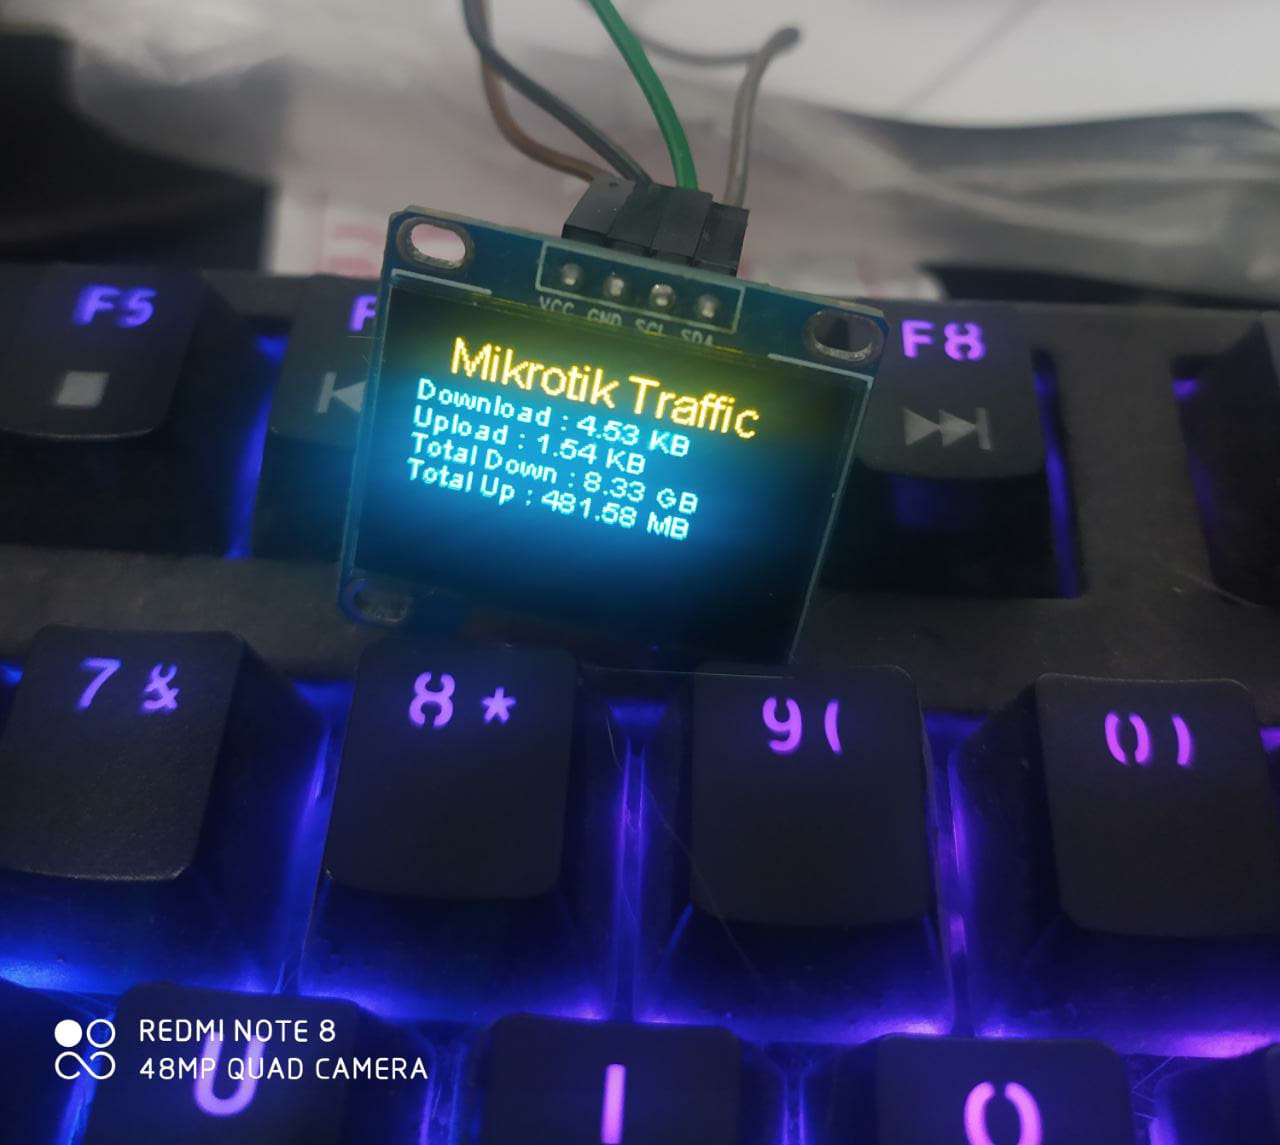 F5
F8
VCC GND SCL SDA
Mikrotik Traffic
Download : 4.53 KB
Upload : 1.54 KB
Total Down : 8.33 GB
Total Up : 481.58 MB
7 &
8 *
9 (
0 )
U
I
O
REDMI NOTE 8
48MP QUAD CAMERA